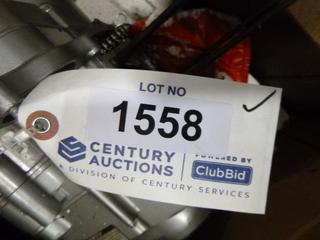 LOT NO
1558
CENTURY AUCTIONS
POWERED BY
ClubBid
A DIVISION OF CENTURY SERVICES